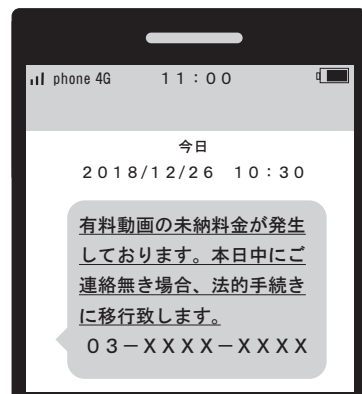 phone 4G 11:00
今日
2018/12/26 10:30
有料動画の未納料金が発生
しております。本日中にご
連絡無き場合、法的手続き
に移行致します。
03-XXXX-XXXX